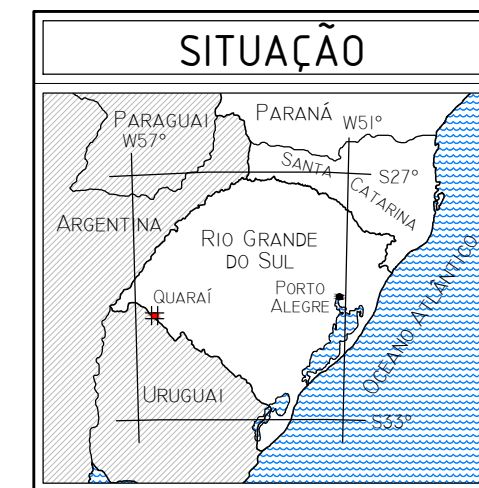 SITUAÇÃO
PARAGUAI
PARANÁ
W57°
W51°
SANTA
CATARINA
S27°
ARGENTINA
RIO GRANDE
DO SUL
QUARAÍ
PORTO
ALEGRE
OCEANO ATLÂNTICO
URUGUAI
S33°